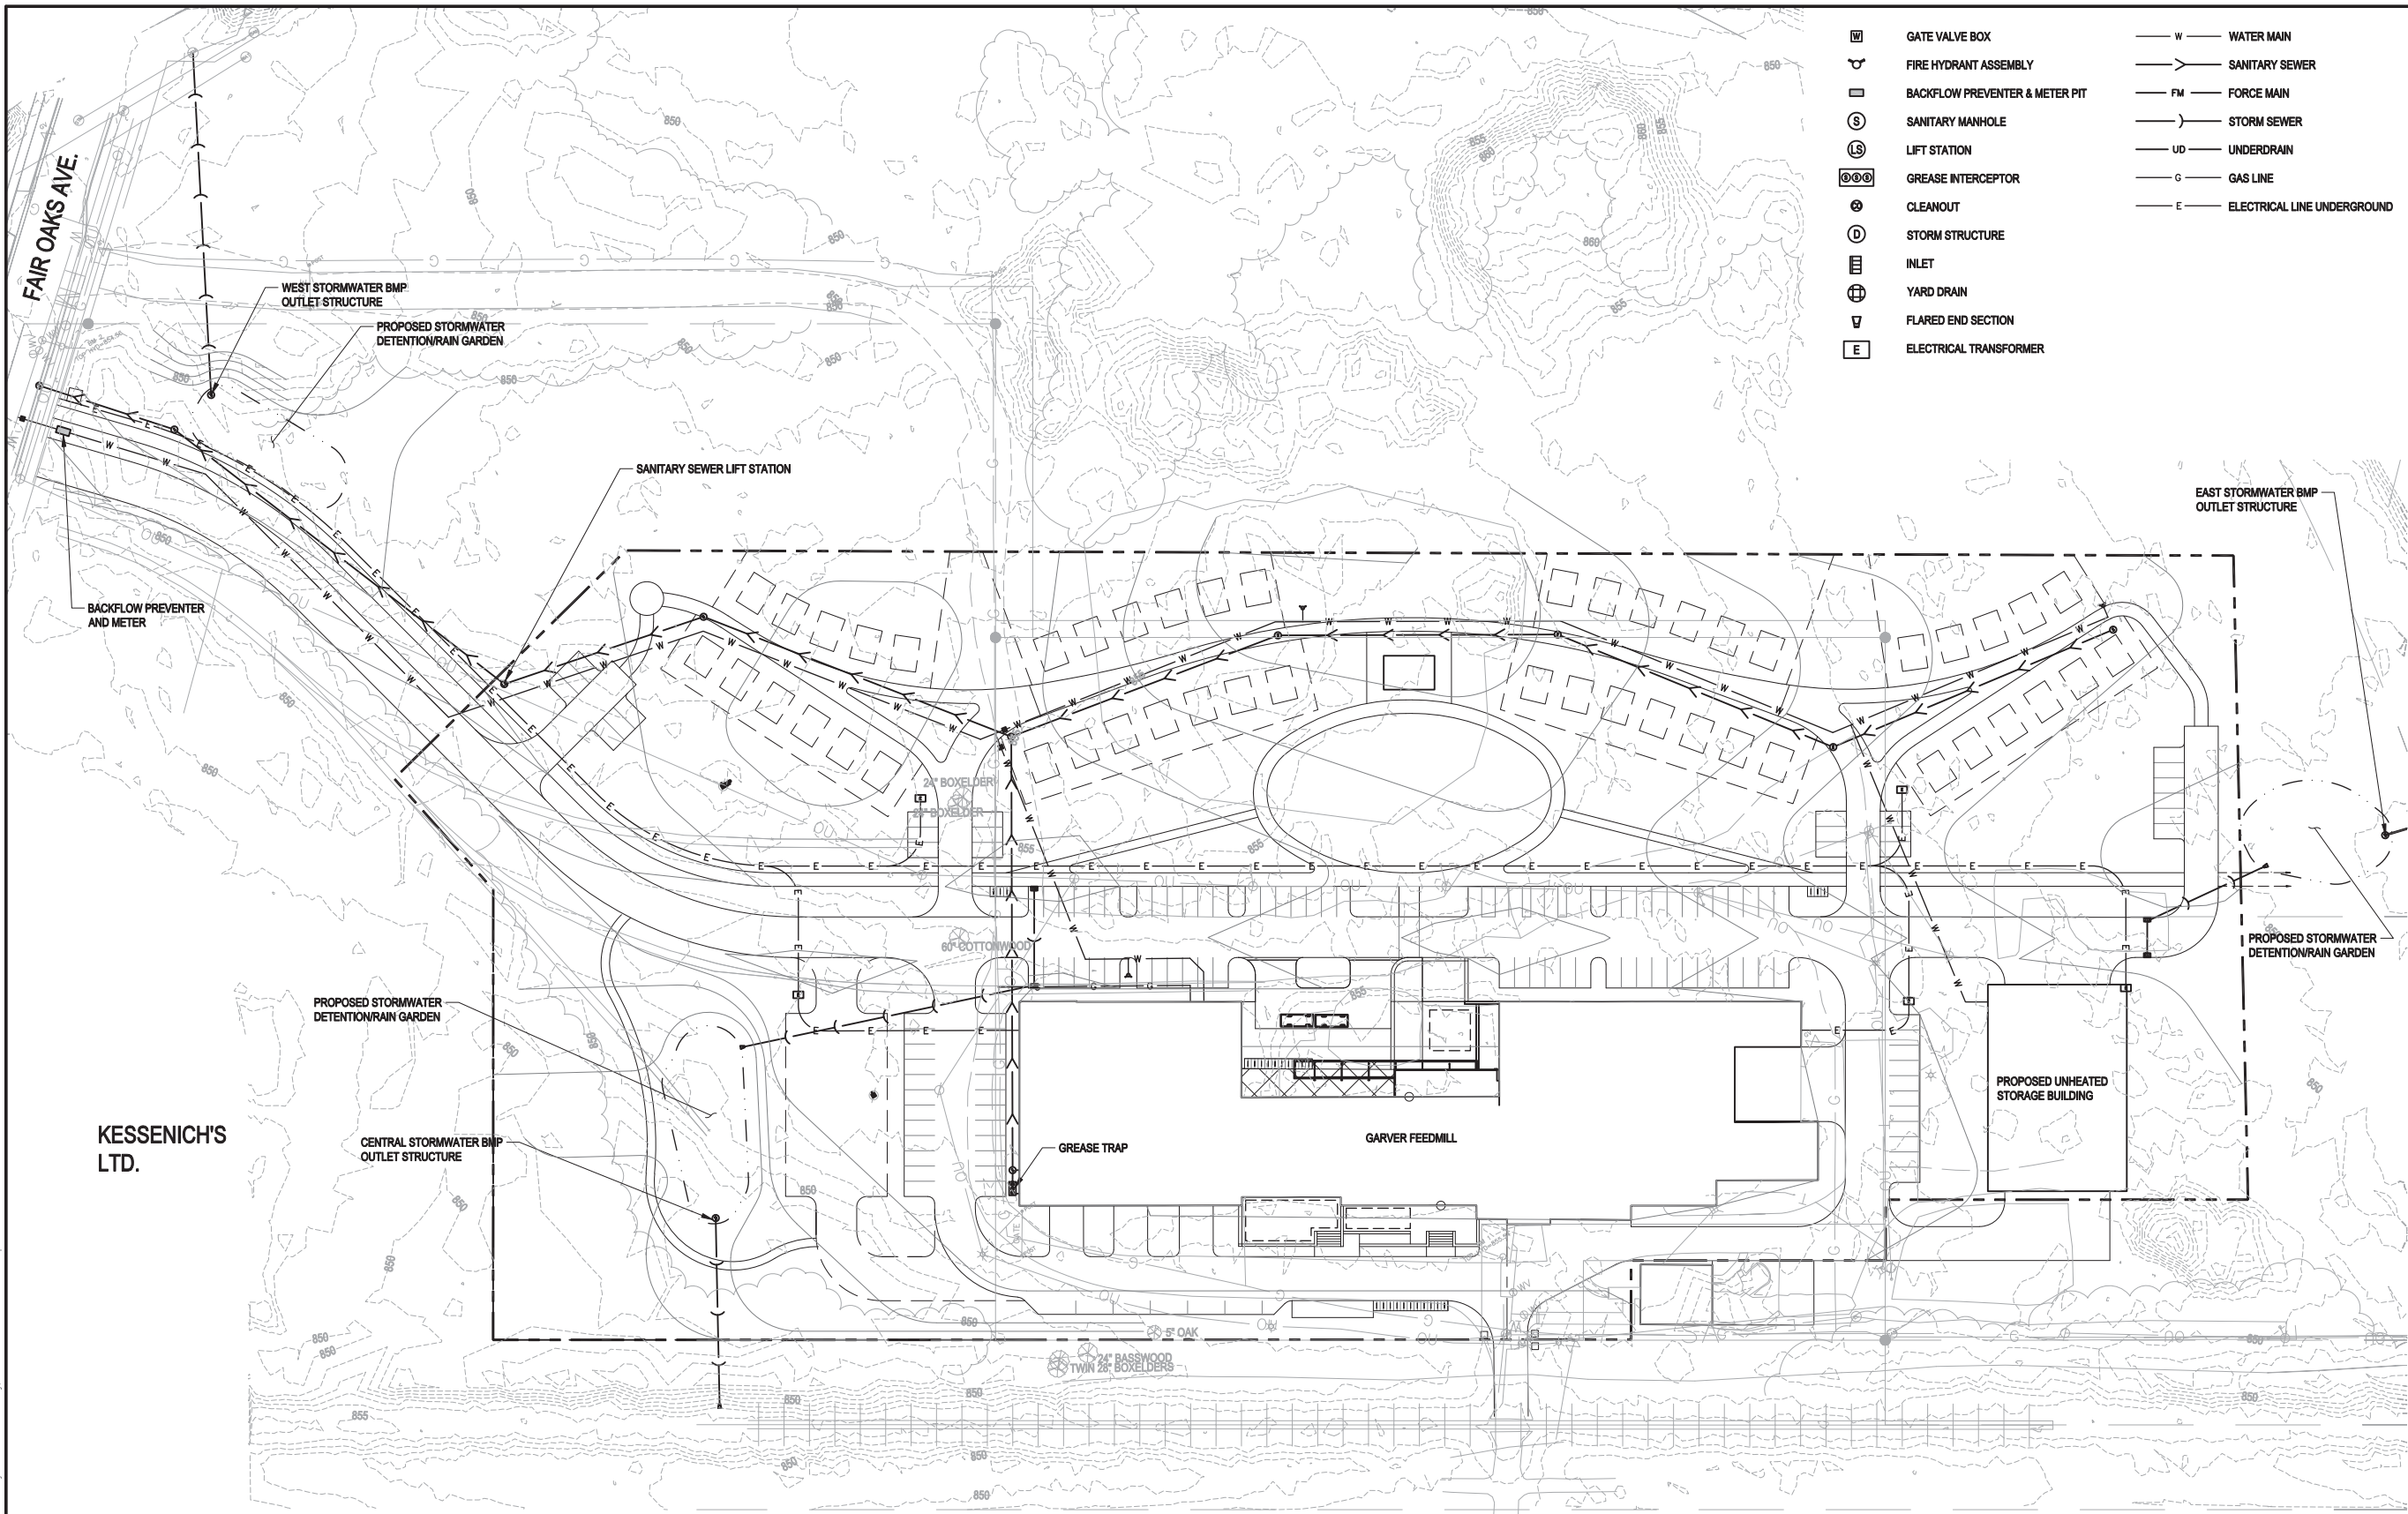 GATE VALVE BOX
FIRE HYDRANT ASSEMBLY
BACKFLOW PREVENTER & METER PIT
SANITARY MANHOLE
LIFT STATION
GREASE INTERCEPTOR
CLEANOUT
STORM STRUCTURE
INLET
YARD DRAIN
FLARED END SECTION
ELECTRICAL TRANSFORMER
W
S
LS
D
E
W WATER MAIN
SANITARY SEWER
FM FORCE MAIN
STORM SEWER
UD UNDERDRAIN
G GAS LINE
E ELECTRICAL LINE UNDERGROUND
FAIR OAKS AVE.
WEST STORMWATER BMP
OUTLET STRUCTURE
PROPOSED STORMWATER
DETENTION/RAIN GARDEN
SANITARY SEWER LIFT STATION
EAST STORMWATER BMP
OUTLET STRUCTURE
BACKFLOW PREVENTER
AND METER
24" BOXELDER
BOXELDER
60" COTTONWOOD
PROPOSED STORMWATER
DETENTION/RAIN GARDEN
PROPOSED STORMWATER
DETENTION/RAIN GARDEN
PROPOSED UNHEATED
STORAGE BUILDING
KESSENICH'S
LTD.
CENTRAL STORMWATER BMP
OUTLET STRUCTURE
GREASE TRAP
GARVER FEEDMILL
5" OAK
24" BASSWOOD
TWIN 28" BOXELDERS
850
855
860